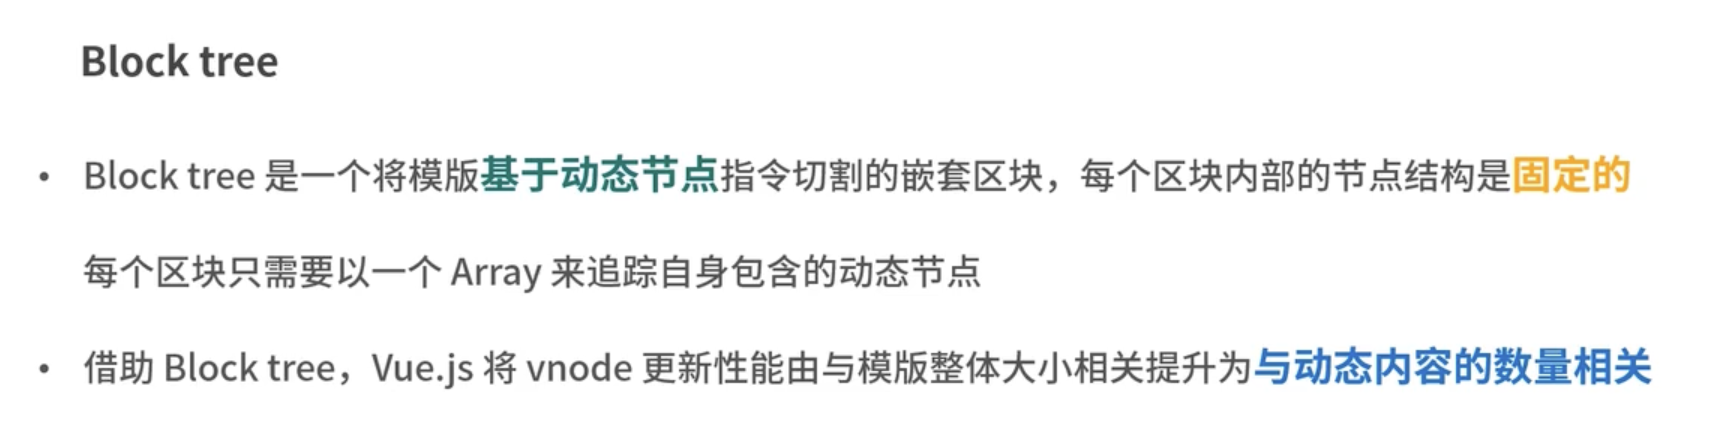 Block tree
• Block tree 是一个将模版基于动态节点指令切割的嵌套区块，每个区块内部的节点结构是固定的
每个区块只需要以一个 Array 来追踪自身包含的动态节点
• 借助 Block tree，Vue.js 将 vnode 更新性能由与模版整体大小相关提升为与动态内容的数量相关